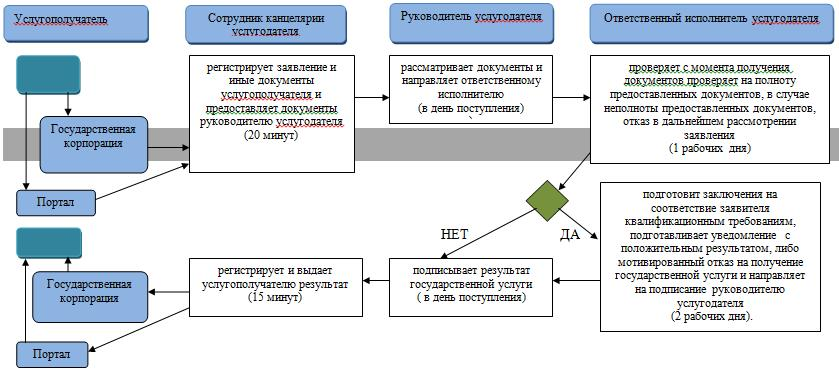 Услугополучатель
Сотрудник канцелярии
услугодателя
Руководитель услугодателя
Ответственный исполнитель услугодателя
регистрирует заявление и
иные документы
услугополучателя и
предоставляет документы
руководителю услугодателя
(20 минут)
рассматривает документы и
направляет ответственному
исполнителю
(в день поступления)
`
проверяет с момента получения
документов проверяет на полноту
предоставленных документов, в случае
неполноты предоставленных документов,
отказ в дальнейшем рассмотрении
заявления
(1 рабочих  дня)
Государственная
корпорация
Портал
НЕТ
ДА
подготовит заключения на
соответствие заявителя
квалификационным требованиям,
подготавливает уведомление   с
положительным результатом, либо
мотивированный отказ на получение
государственной услуги и направляет
на подписание  руководителю
услугодателя
(2 рабочих дня).
подписывает результат
государственной услуги
( в день поступления)
регистрирует и выдает
услугополучателю результат
(15 минут)
Государственная
корпорация
Портал